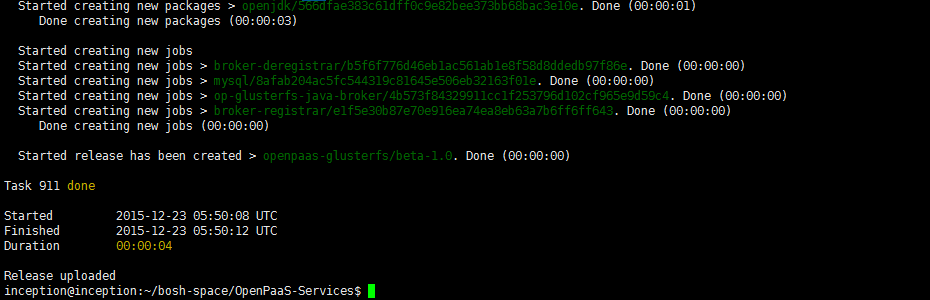 Started creating new packages > openjdk/566dfae383c61dff0c9e82bee373bb68bac3e10e. Done (00:00:01)
Done creating new packages (00:00:03)
Started creating new jobs
Started creating new jobs > broker-deregistrar/b5f6f776d46eb1ac561ab1e8f58d8ddedb97f86e. Done (00:00:00)
Started creating new jobs > mysql/8afab204ac5fc544319c81645e506eb32163f01e. Done (00:00:00)
Started creating new jobs > op-glusterfs-java-broker/4b573f84329911cc1f253796d102cf965e9d59c4. Done (00:00:00)
Started creating new jobs > broker-registrar/e1f5e30b87e70e916ea74ea8eb63a7b6ff6ff643. Done (00:00:00)
Done creating new jobs (00:00:00)
Started release has been created > openpaas-glusterfs/beta-1.0. Done (00:00:00)
Task 911 done
Started 2015-12-23 05:50:08 UTC
Finished 2015-12-23 05:50:12 UTC
Duration 00:00:04
Release uploaded
inception@inception:~/bosh-space/OpenPaaS-Services$